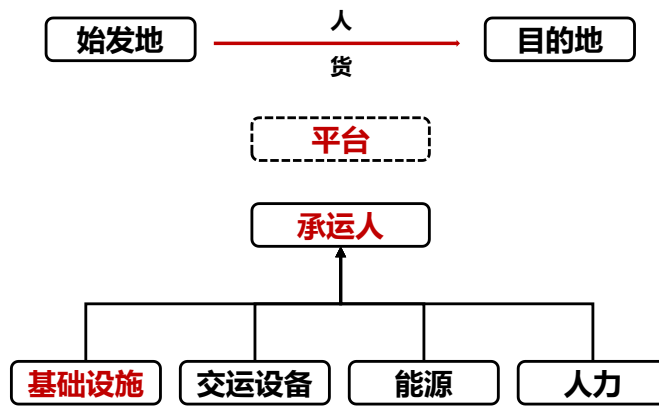 始发地
人
货
目的地
平台
承运人
基础设施
交运设备
能源
人力